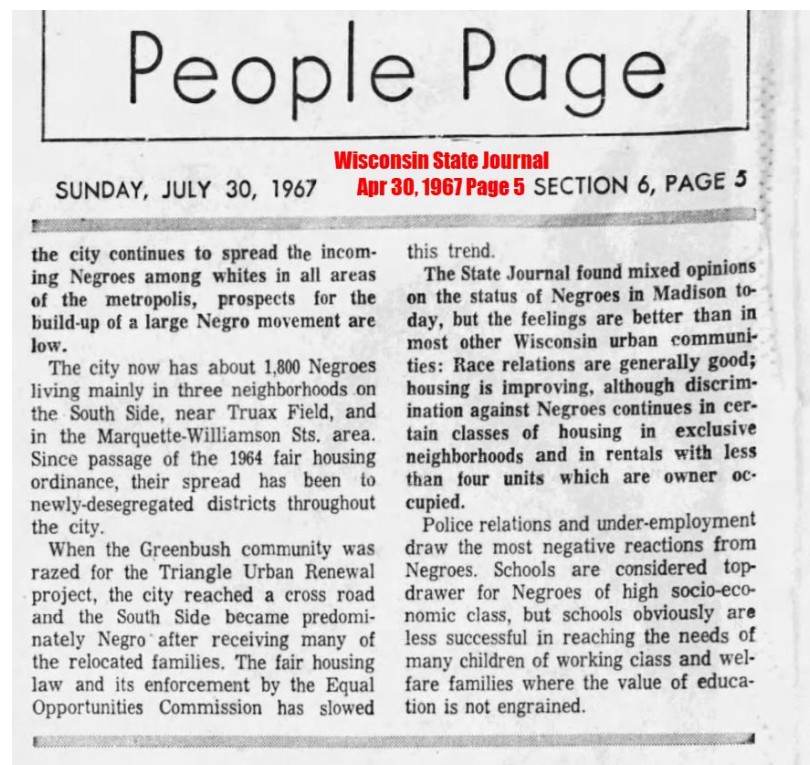 People Page
Wisconsin State Journal
SUNDAY, JULY 30, 1967 Apr 30, 1967 Page 5 SECTION 6, PAGE 5
the city continues to spread the incom-
ing Negroes among whites in all areas
of the metropolis, prospects for the
build-up of a large Negro movement are
low.
The city now has about 1,800 Negroes
living mainly in three neighborhoods on
the South Side, near Truax Field, and
in the Marquette-Williamson Sts. area.
Since passage of the 1964 fair housing
ordinance, their spread has been to
newly-desegregated districts throughout
the city.
When the Greenbush community was
razed for the Triangle Urban Renewal
project, the city reached a cross road
and the South Side became predomi-
nately Negro after receiving many of
the relocated families. The fair housing
law and its enforcement by the Equal
Opportunities Commission has slowed
this trend.
The State Journal found mixed opinions
on the status of Negroes in Madison to-
day, but the feelings are better than in
most other Wisconsin urban communi-
ties: Race relations are generally good;
housing is improving, although discrim-
ination against Negroes continues in cer-
tain classes of housing in exclusive
neighborhoods and in rentals with less
than four units which are owner oc-
cupied.
Police relations and under-employment
draw the most negative reactions from
Negroes. Schools are considered top-
drawer for Negroes of high socio-eco-
nomic class, but schools obviously are
less successful in reaching the needs of
many children of working class and wel-
fare families where the value of educa-
tion is not engrained.